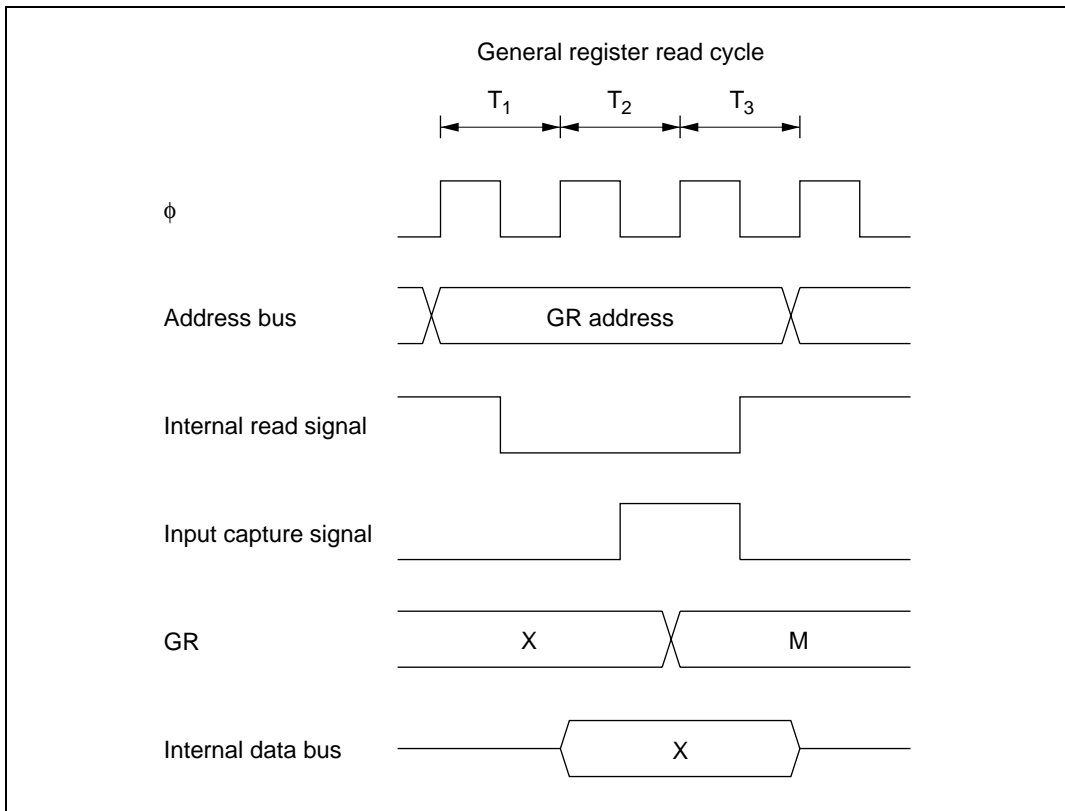 General register read cycle
T1 T2 T3
ϕ
Address bus GR address
Internal read signal
Input capture signal
GR X M
Internal data bus X